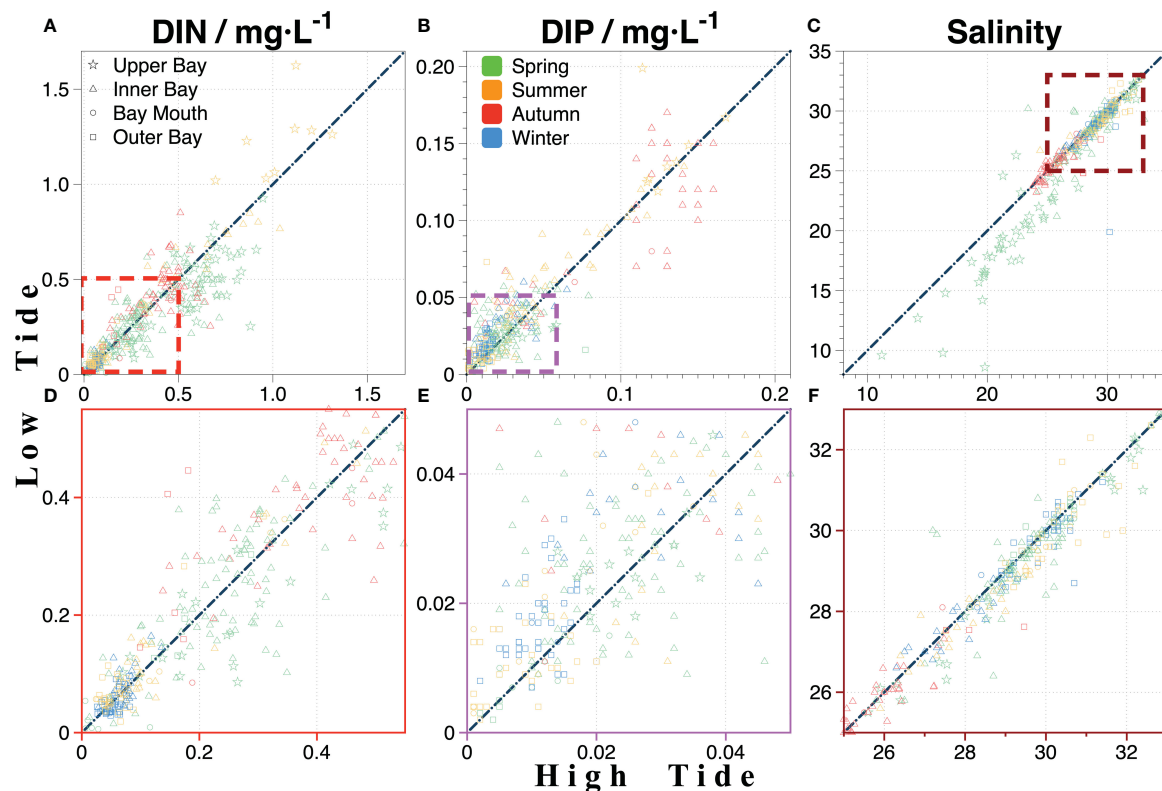 A DIN / mg·L⁻¹
B DIP / mg·L⁻¹
C Salinity
Upper Bay
Inner Bay
Bay Mouth
Outer Bay
Spring
Summer
Autumn
Winter
1.5
1.0
0.5
0
0 0.5 1.0 1.5
0.20
0.15
0.10
0.05
0
0 0.1 0.2
35
30
25
20
15
10
10 20 30
Low Tide
D
0.4
0.2
0
0 0.2 0.4
E
0.04
0.02
0
0 0.02 0.04
F
32
30
28
26
26 28 30 32
High Tide